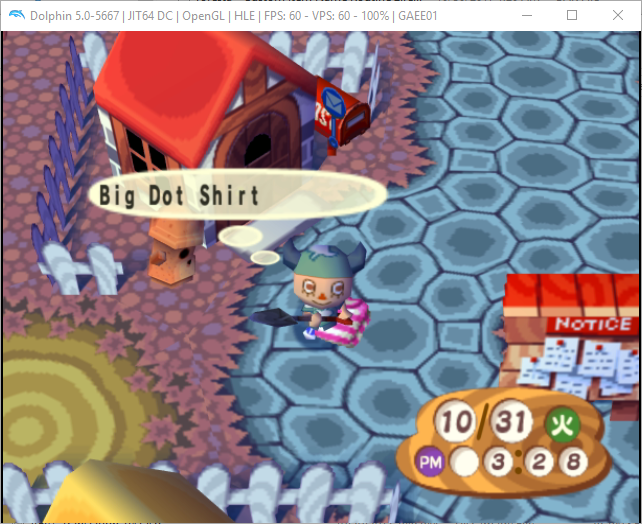 Dolphin 5.0-5667 | JIT64 DC | OpenGL | HLE | FPS: 60 - VPS: 60 - 100% | GAEE01
Big Dot Shirt
NOTICE
10/31 火
PM 3:28